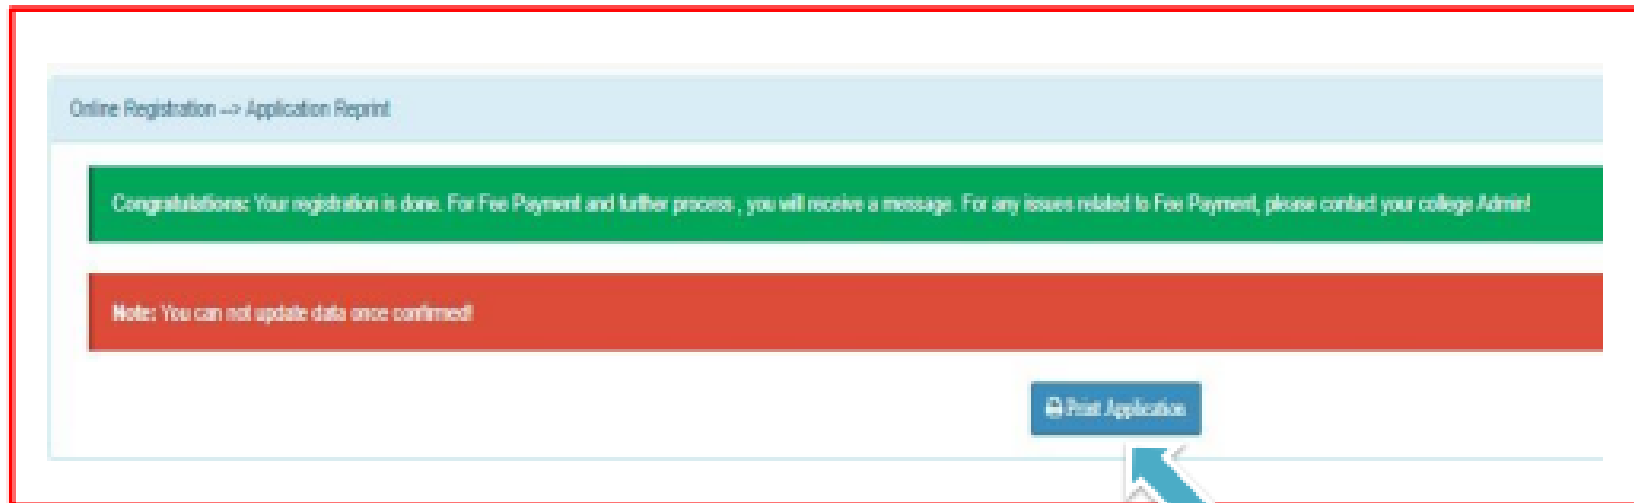 Online Registration --> Application Reprint
Congratulations: Your registration is done. For Fee Payment and further process , you will receive a message. For any issues related to Fee Payment, please contact your college Admin!
Note: You can not update data once confirmed!
Print Application